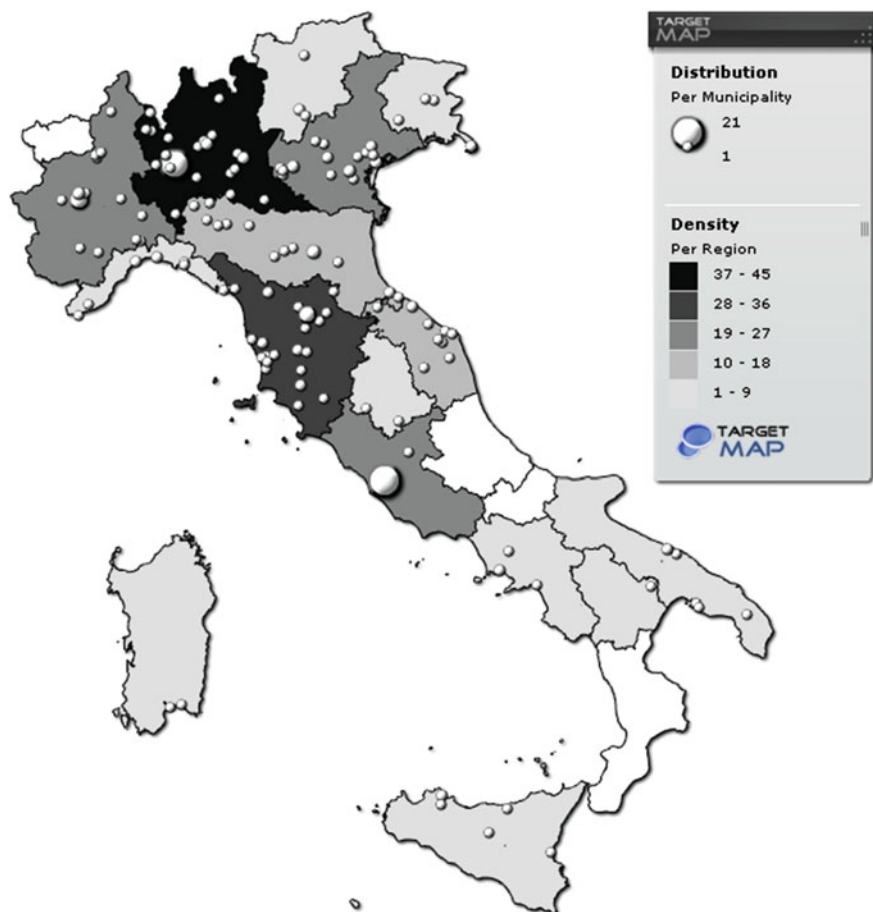 TARGET
MAP
Distribution
Per Municipality
21
1
Density
Per Region
37 - 45
28 - 36
19 - 27
10 - 18
1 - 9
TARGET
MAP